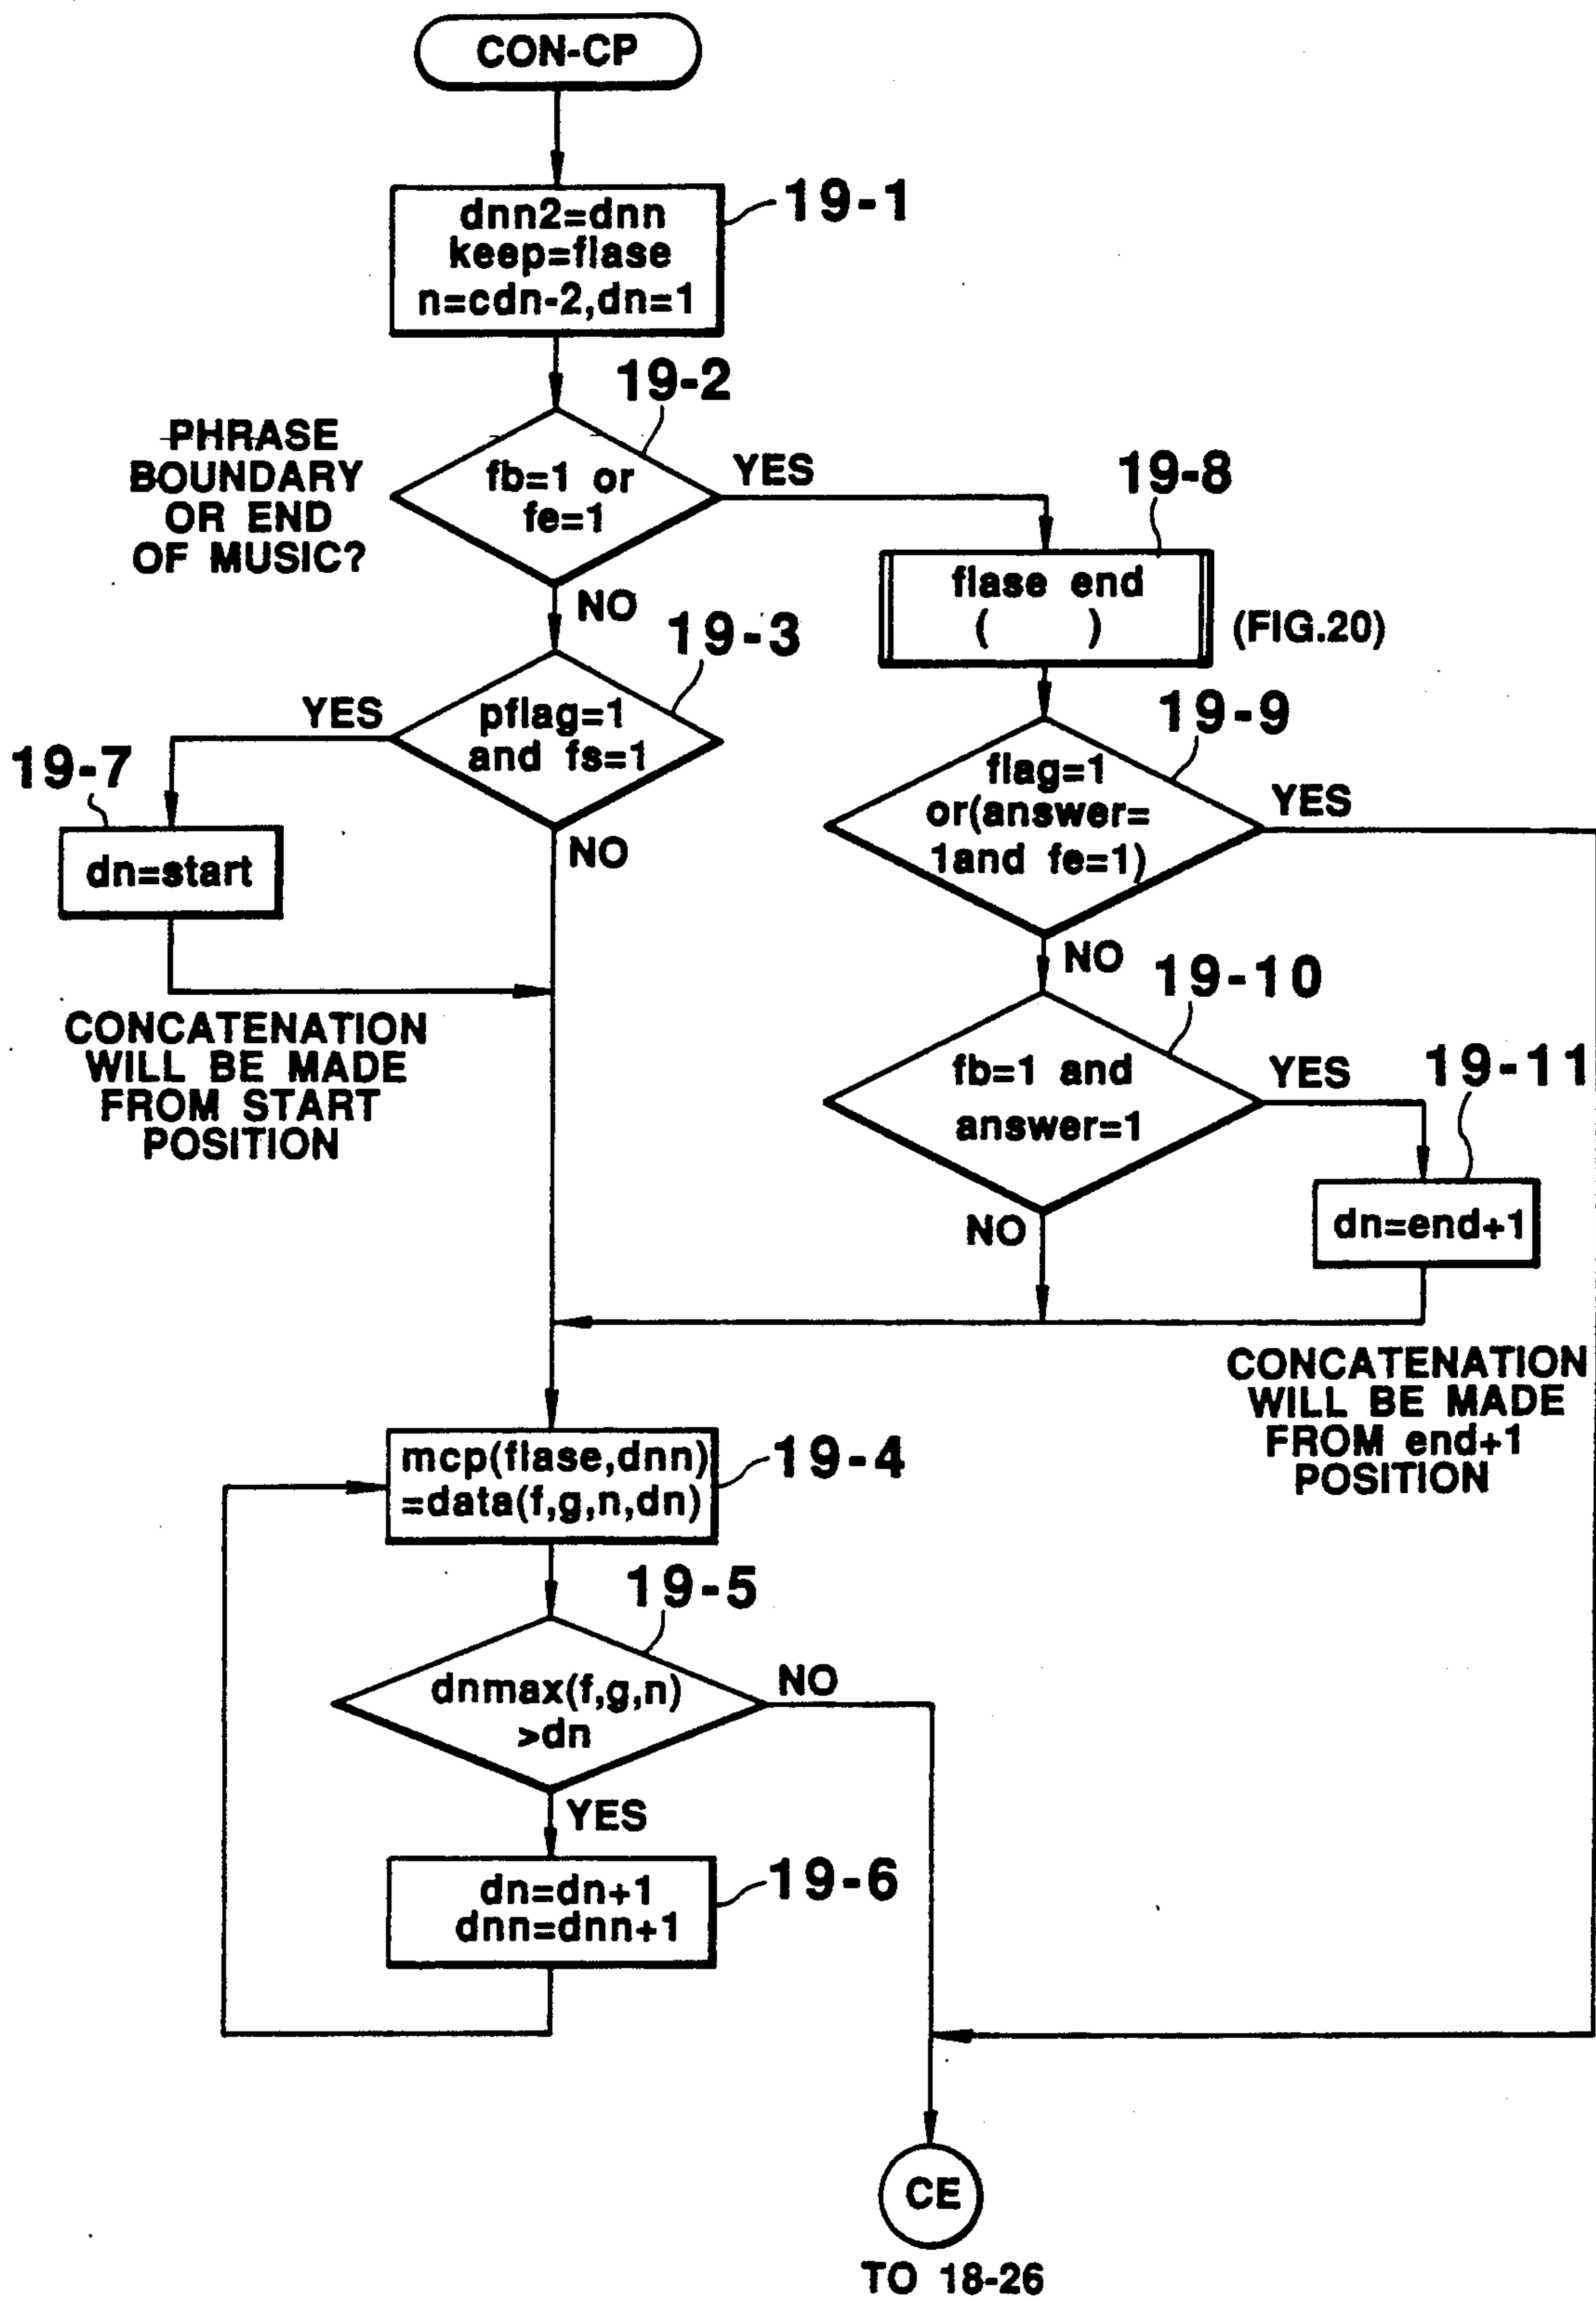 CON-CP
dnn2=dnn
keep=flase
n=cdn-2,dn=1
19-1
19-2
PHRASE
BOUNDARY
OR END
OF MUSIC?
fb=1 or
fe=1
YES
NO
19-8
flase end
( )
(FIG.20)
19-3
pflag=1
and fs=1
YES
NO
19-7
dn=start
CONCATENATION
WILL BE MADE
FROM START
POSITION
19-9
flag=1
or(answer=
1and fe=1)
YES
NO
19-10
fb=1 and
answer=1
YES
NO
19-11
dn=end+1
CONCATENATION
WILL BE MADE
FROM end+1
POSITION
mcp(flase,dnn)
=data(f,g,n,dn)
19-4
19-5
dnmax(f,g,n)
>dn
NO
YES
dn=dn+1
dnn=dnn+1
19-6
CE
TO 18-26